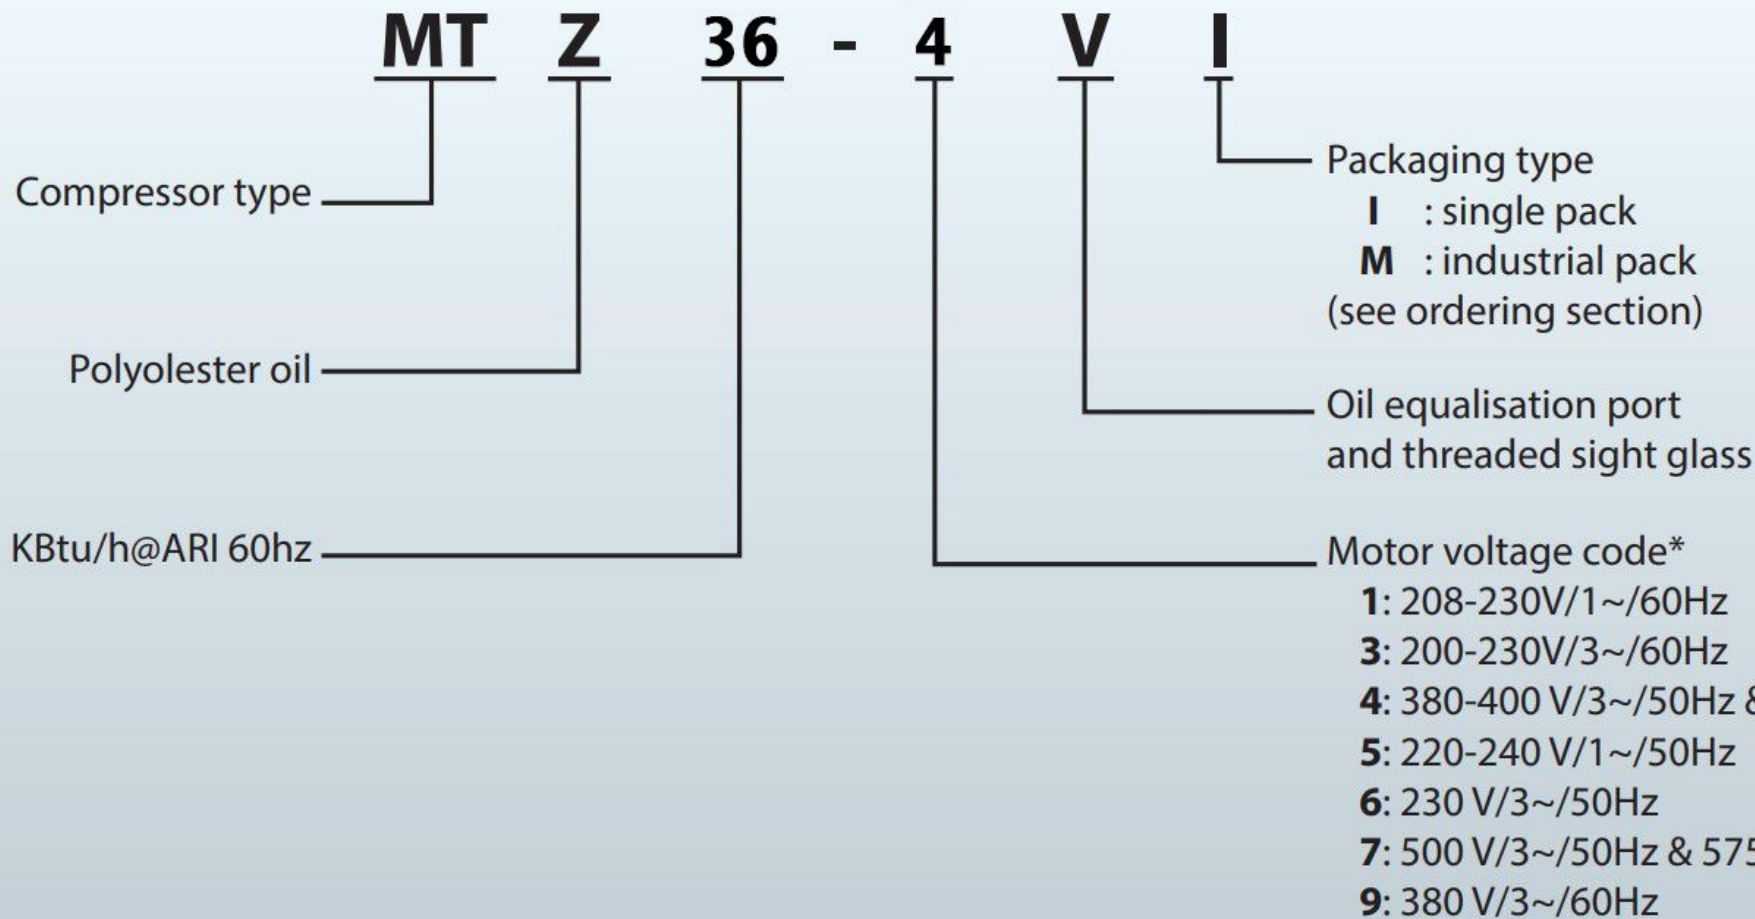 MT Z 36 - 4 V I
Compressor type
Polyolester oil
KBtu/h@ARI 60hz
Packaging type
I : single pack
M : industrial pack
(see ordering section)
Oil equalisation port
and threaded sight glass
Motor voltage code*
1: 208-230V/1~/60Hz
3: 200-230V/3~/60Hz
4: 380-400 V/3~/50Hz &
5: 220-240 V/1~/50Hz
6: 230 V/3~/50Hz
7: 500 V/3~/50Hz & 575
9: 380 V/3~/60Hz